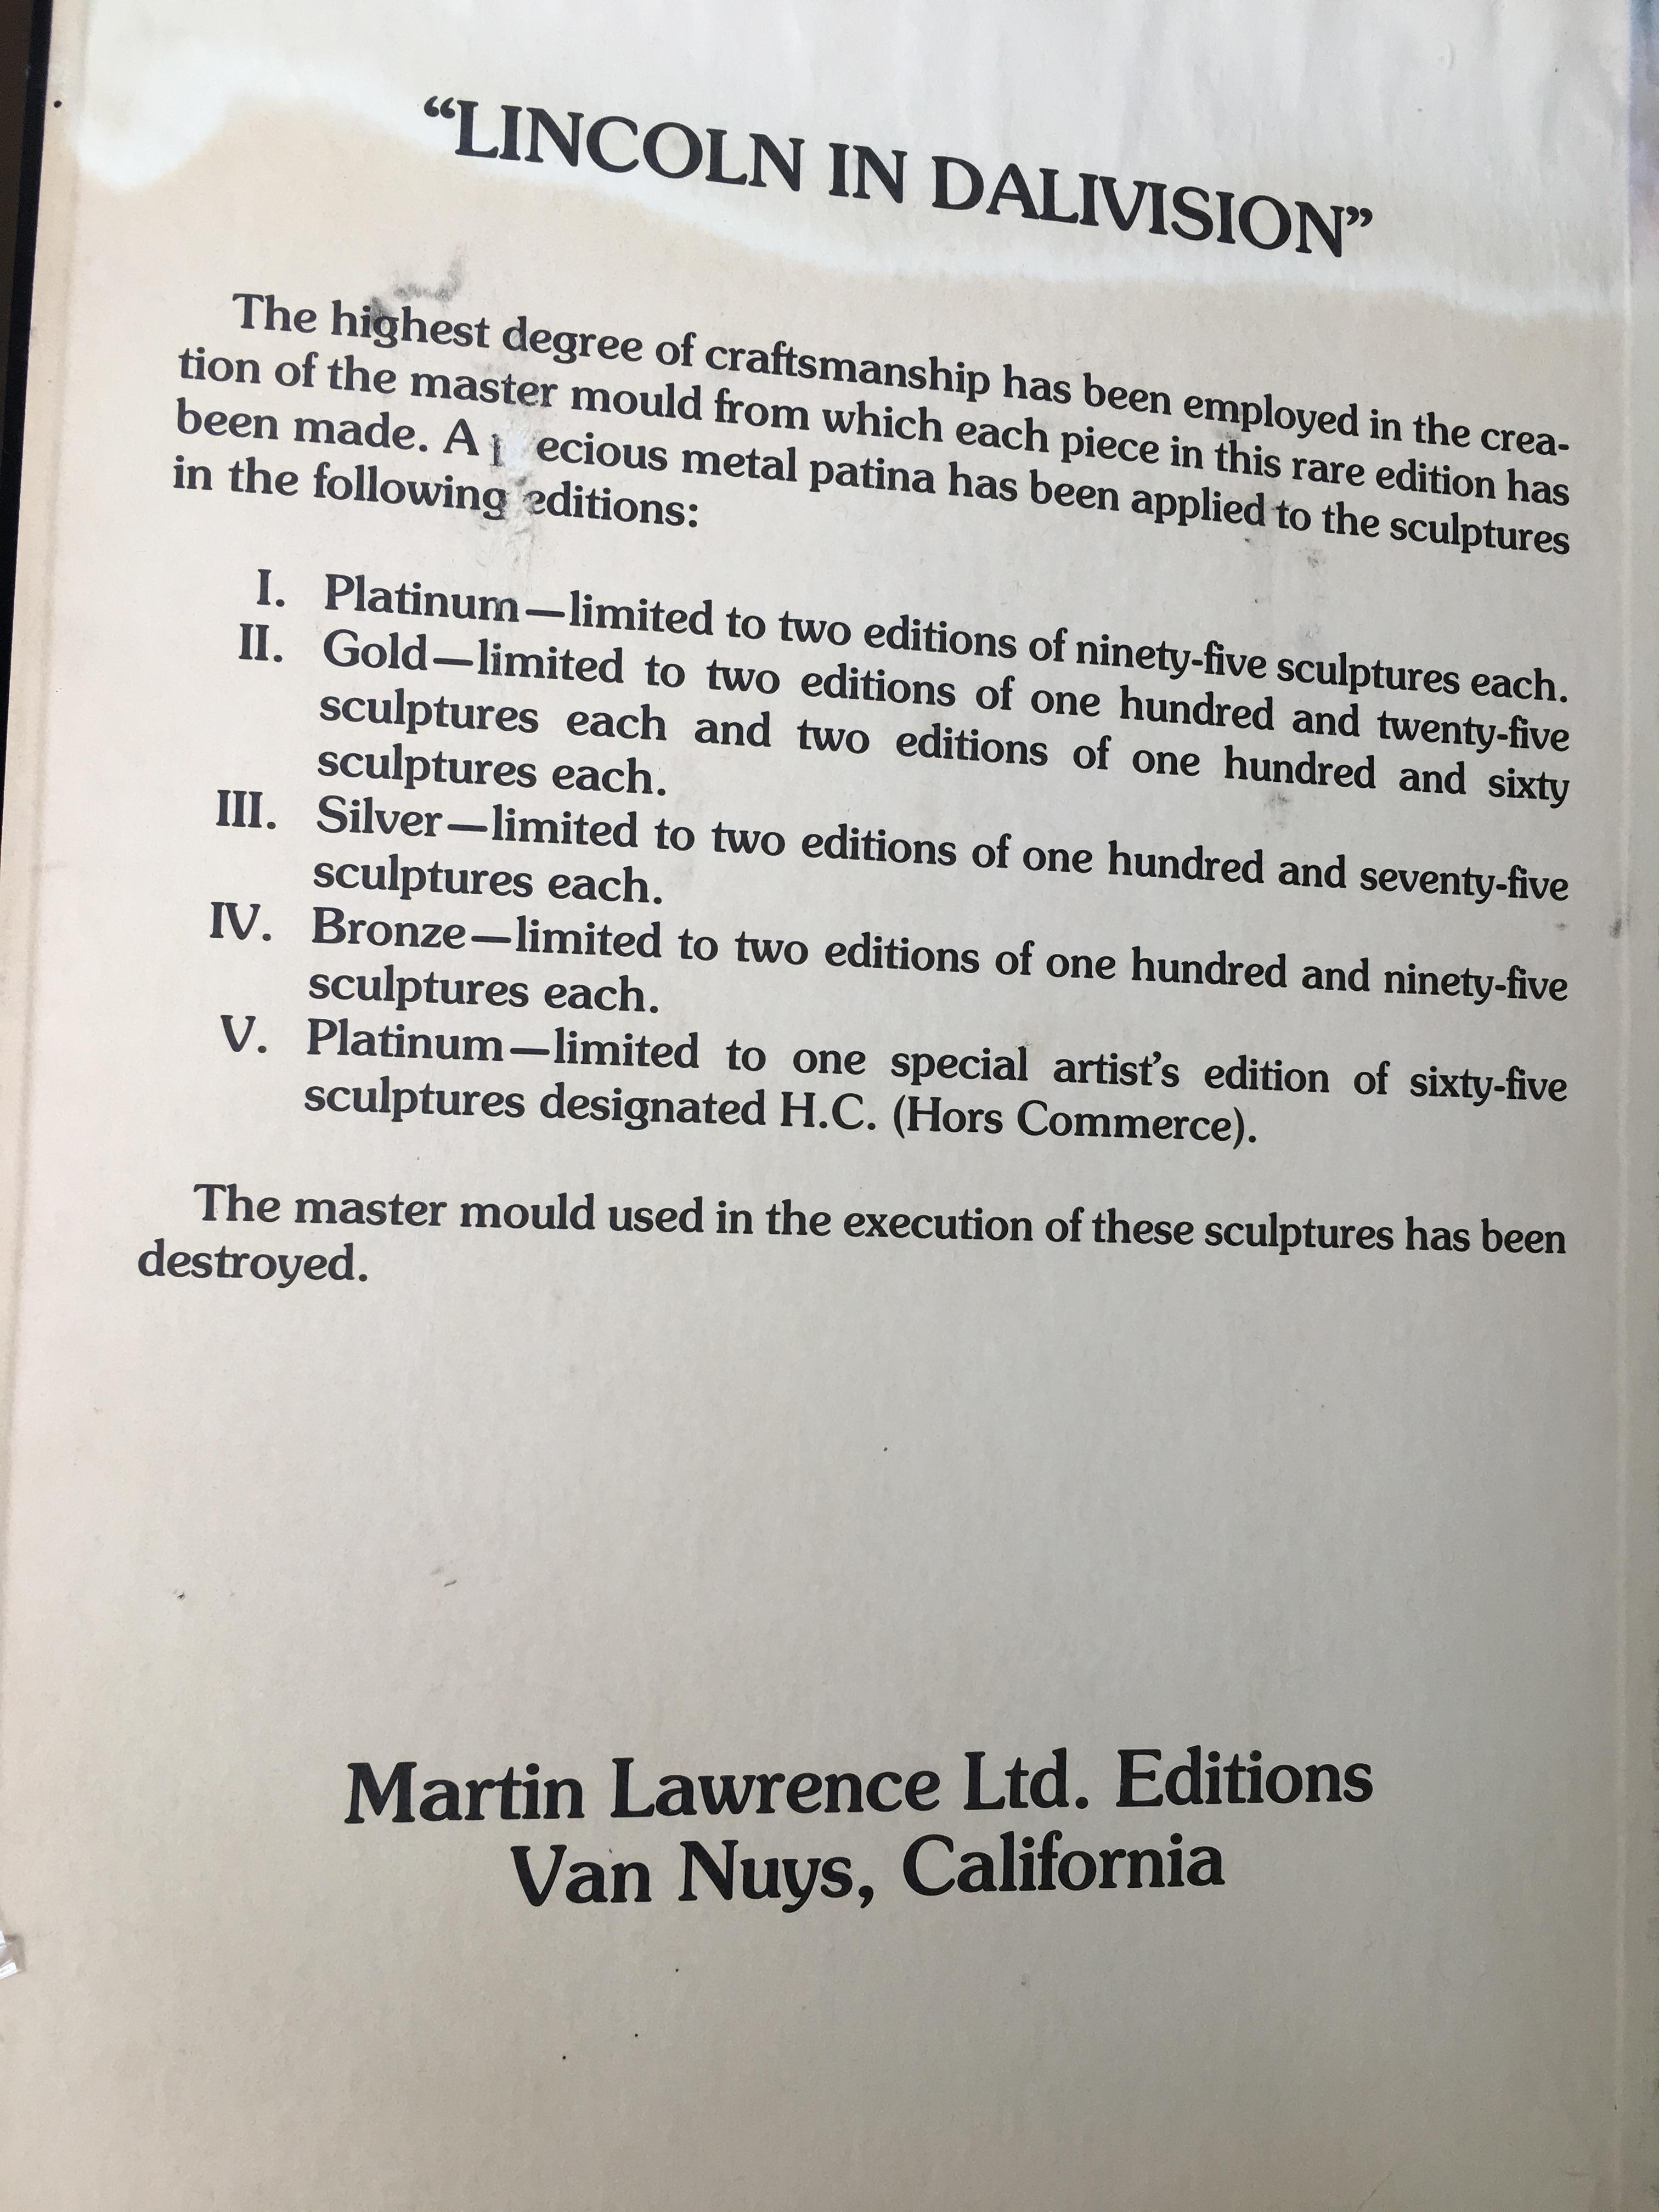 “LINCOLN IN DALIVISION”
The highest degree of craftsmanship has been employed in the crea-
tion of the master mould from which each piece in this rare edition has
been made. A ecious metal patina has been applied to the sculptures
in the following editions:
I. Platinum—limited to two editions of ninety-five sculptures each.
II. Gold—limited to two editions of one hundred and twenty-five
sculptures each and two editions of one hundred and sixty
sculptures each.
III. Silver—limited to two editions of one hundred and seventy-five
sculptures each.
IV. Bronze—limited to two editions of one hundred and ninety-five
sculptures each.
V. Platinum—limited to one special artist’s edition of sixty-five
sculptures designated H.C. (Hors Commerce).
The master mould used in the execution of these sculptures has been
destroyed.
Martin Lawrence Ltd. Editions
Van Nuys, California